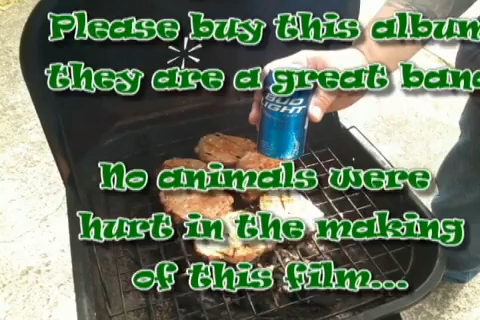 Please buy this album
they are a great band
BUD
LIGHT
No animals were
hurt in the making
of this film...